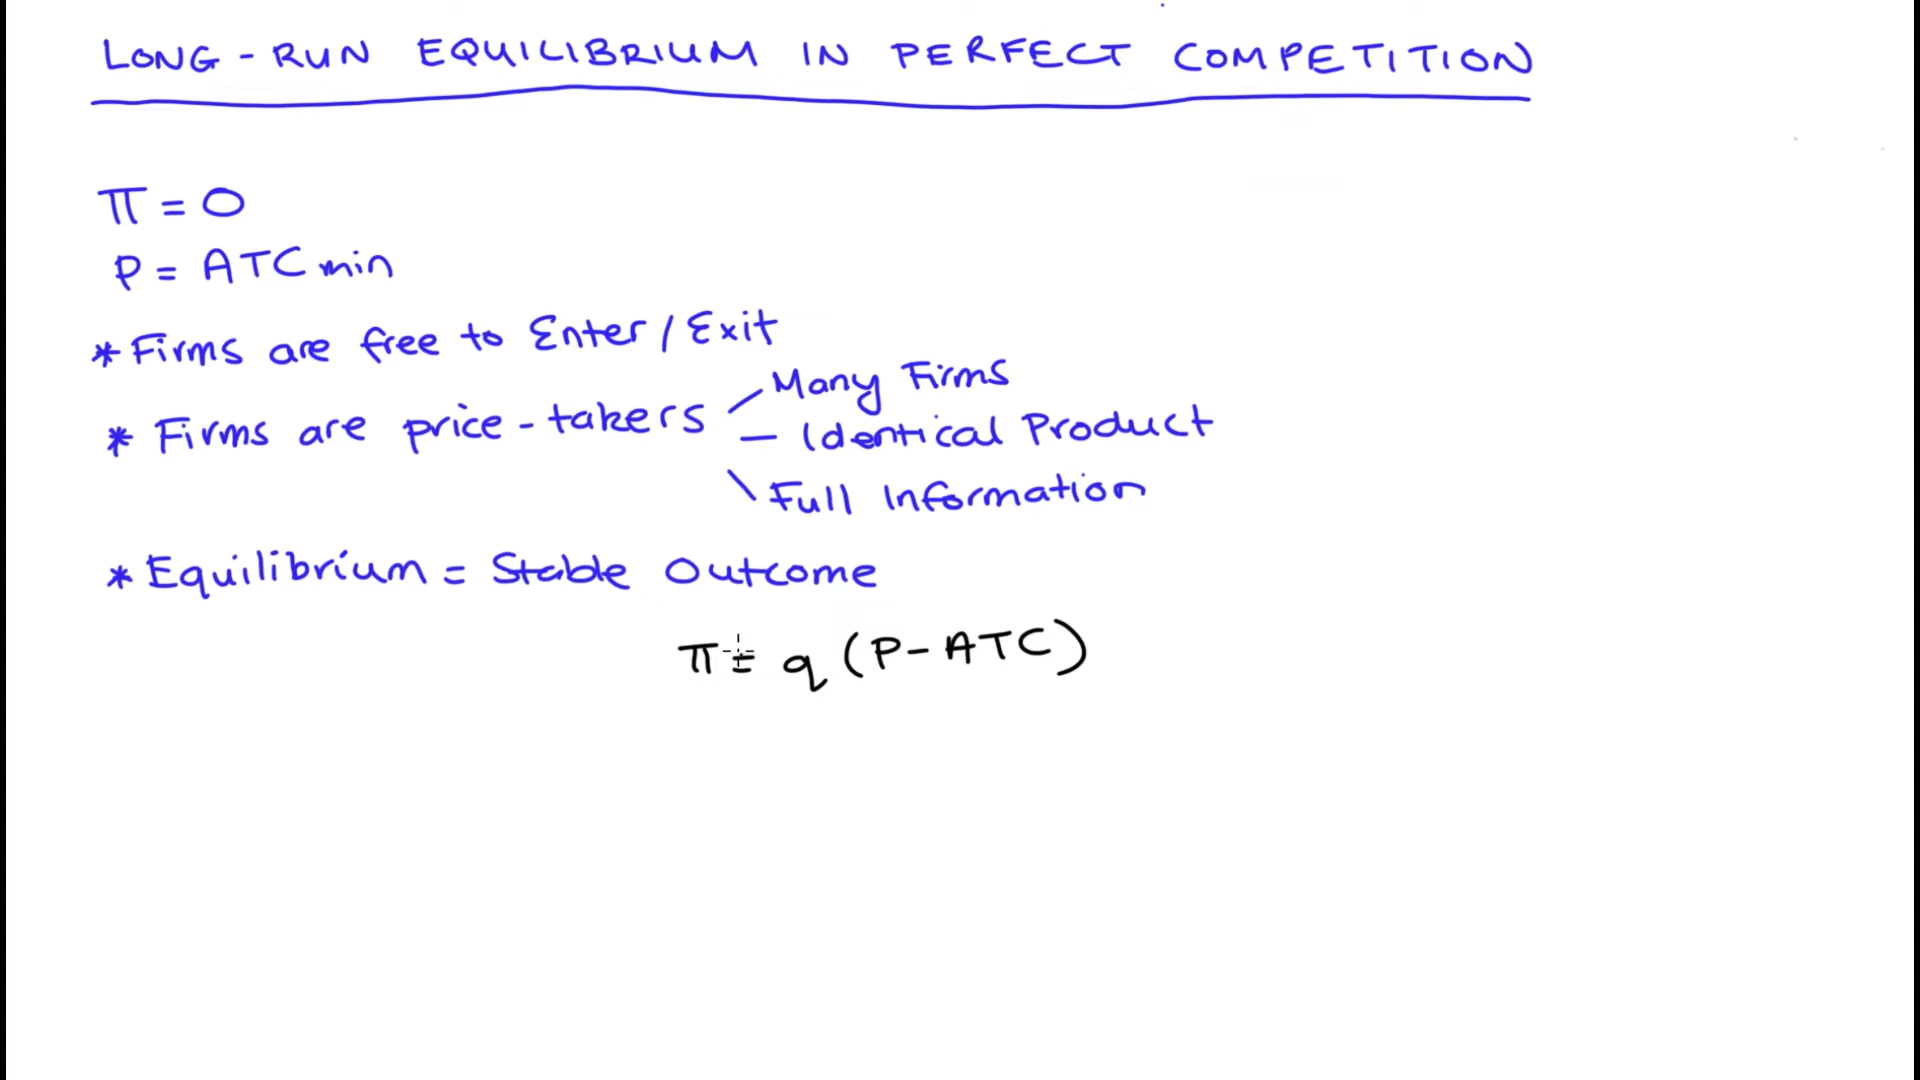 LONG-RUN EQUILIBRIUM IN PERFECT COMPETITION
π = 0
P = ATC min
* Firms are free to Enter / Exit
* Firms are price-takers
Many Firms
Identical Product
Full Information
* Equilibrium = Stable Outcome
π = q (P - ATC)